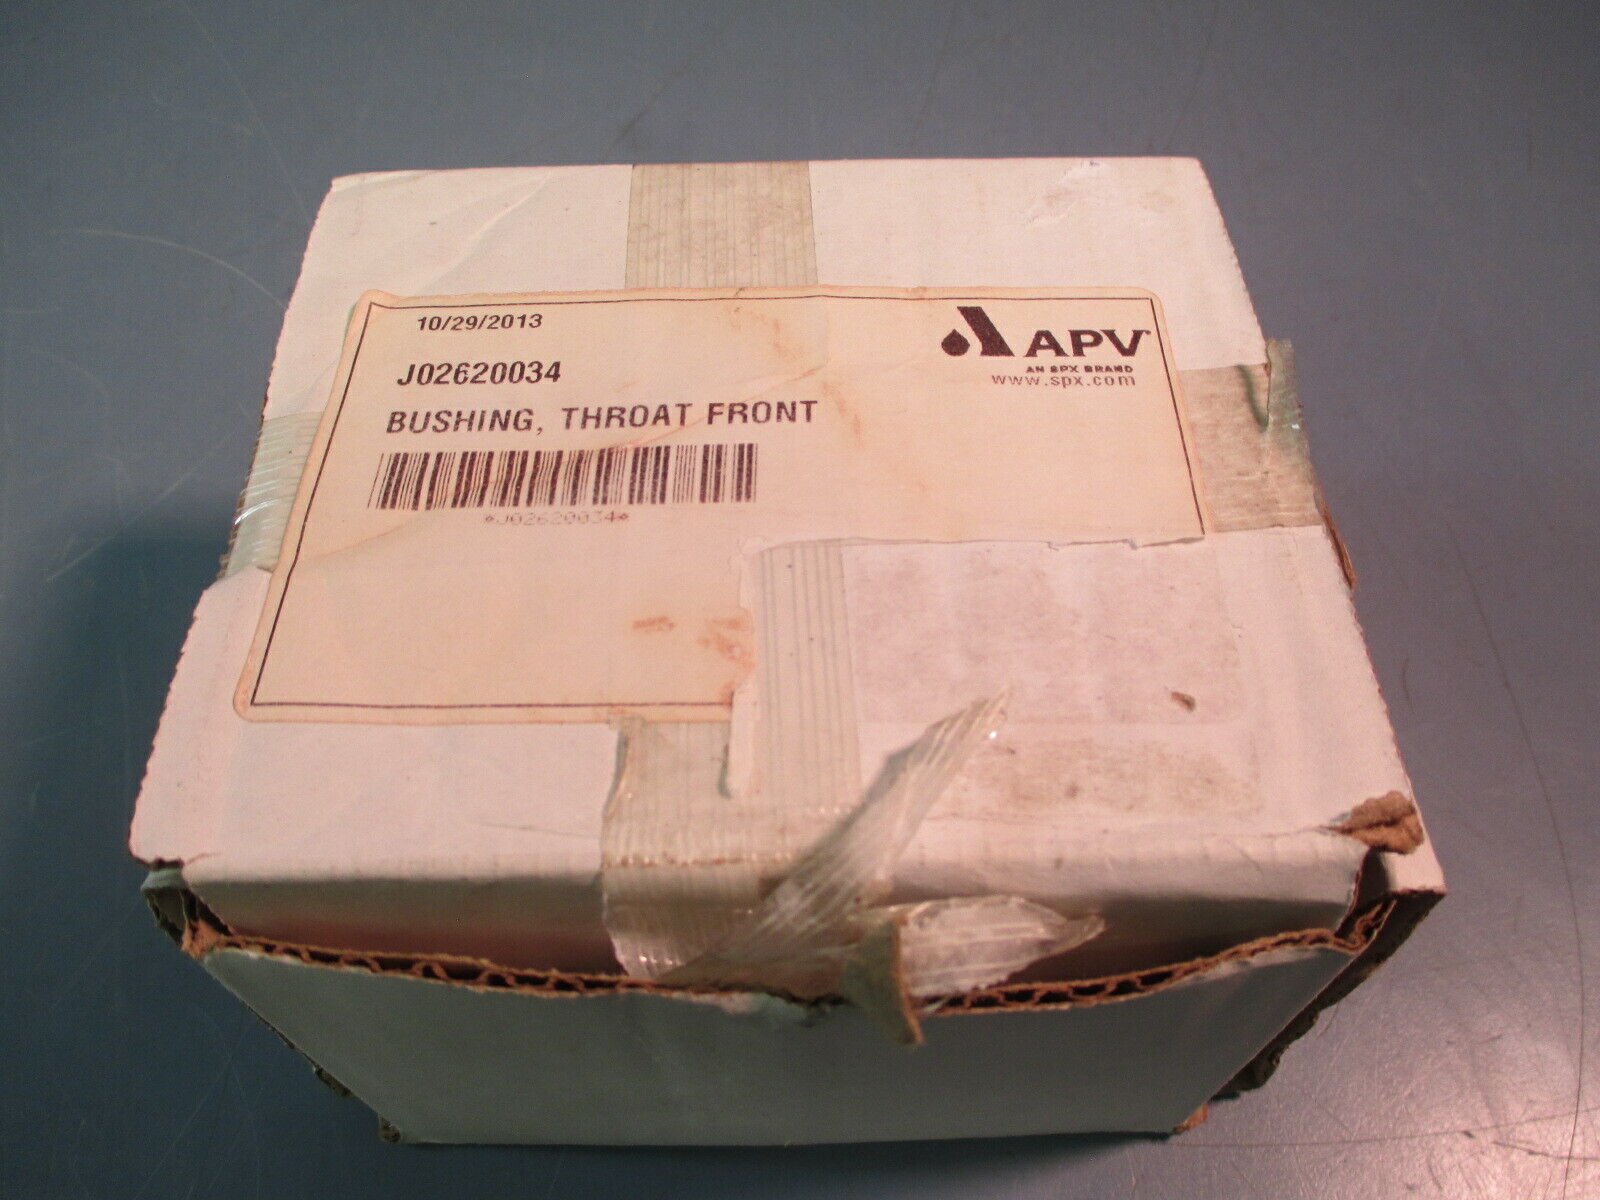 10/29/2013
APV
AN SPX BRAND
www.spx.com
J02620034
BUSHING, THROAT FRONT
*J02620034*